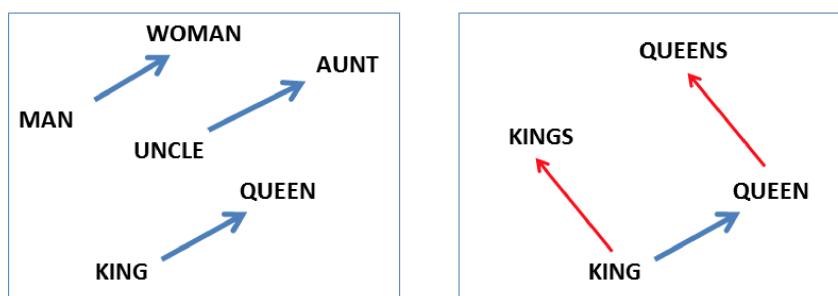 WOMAN
AUNT
MAN
UNCLE
QUEEN
KING
QUEENS
KINGS
QUEEN
KING